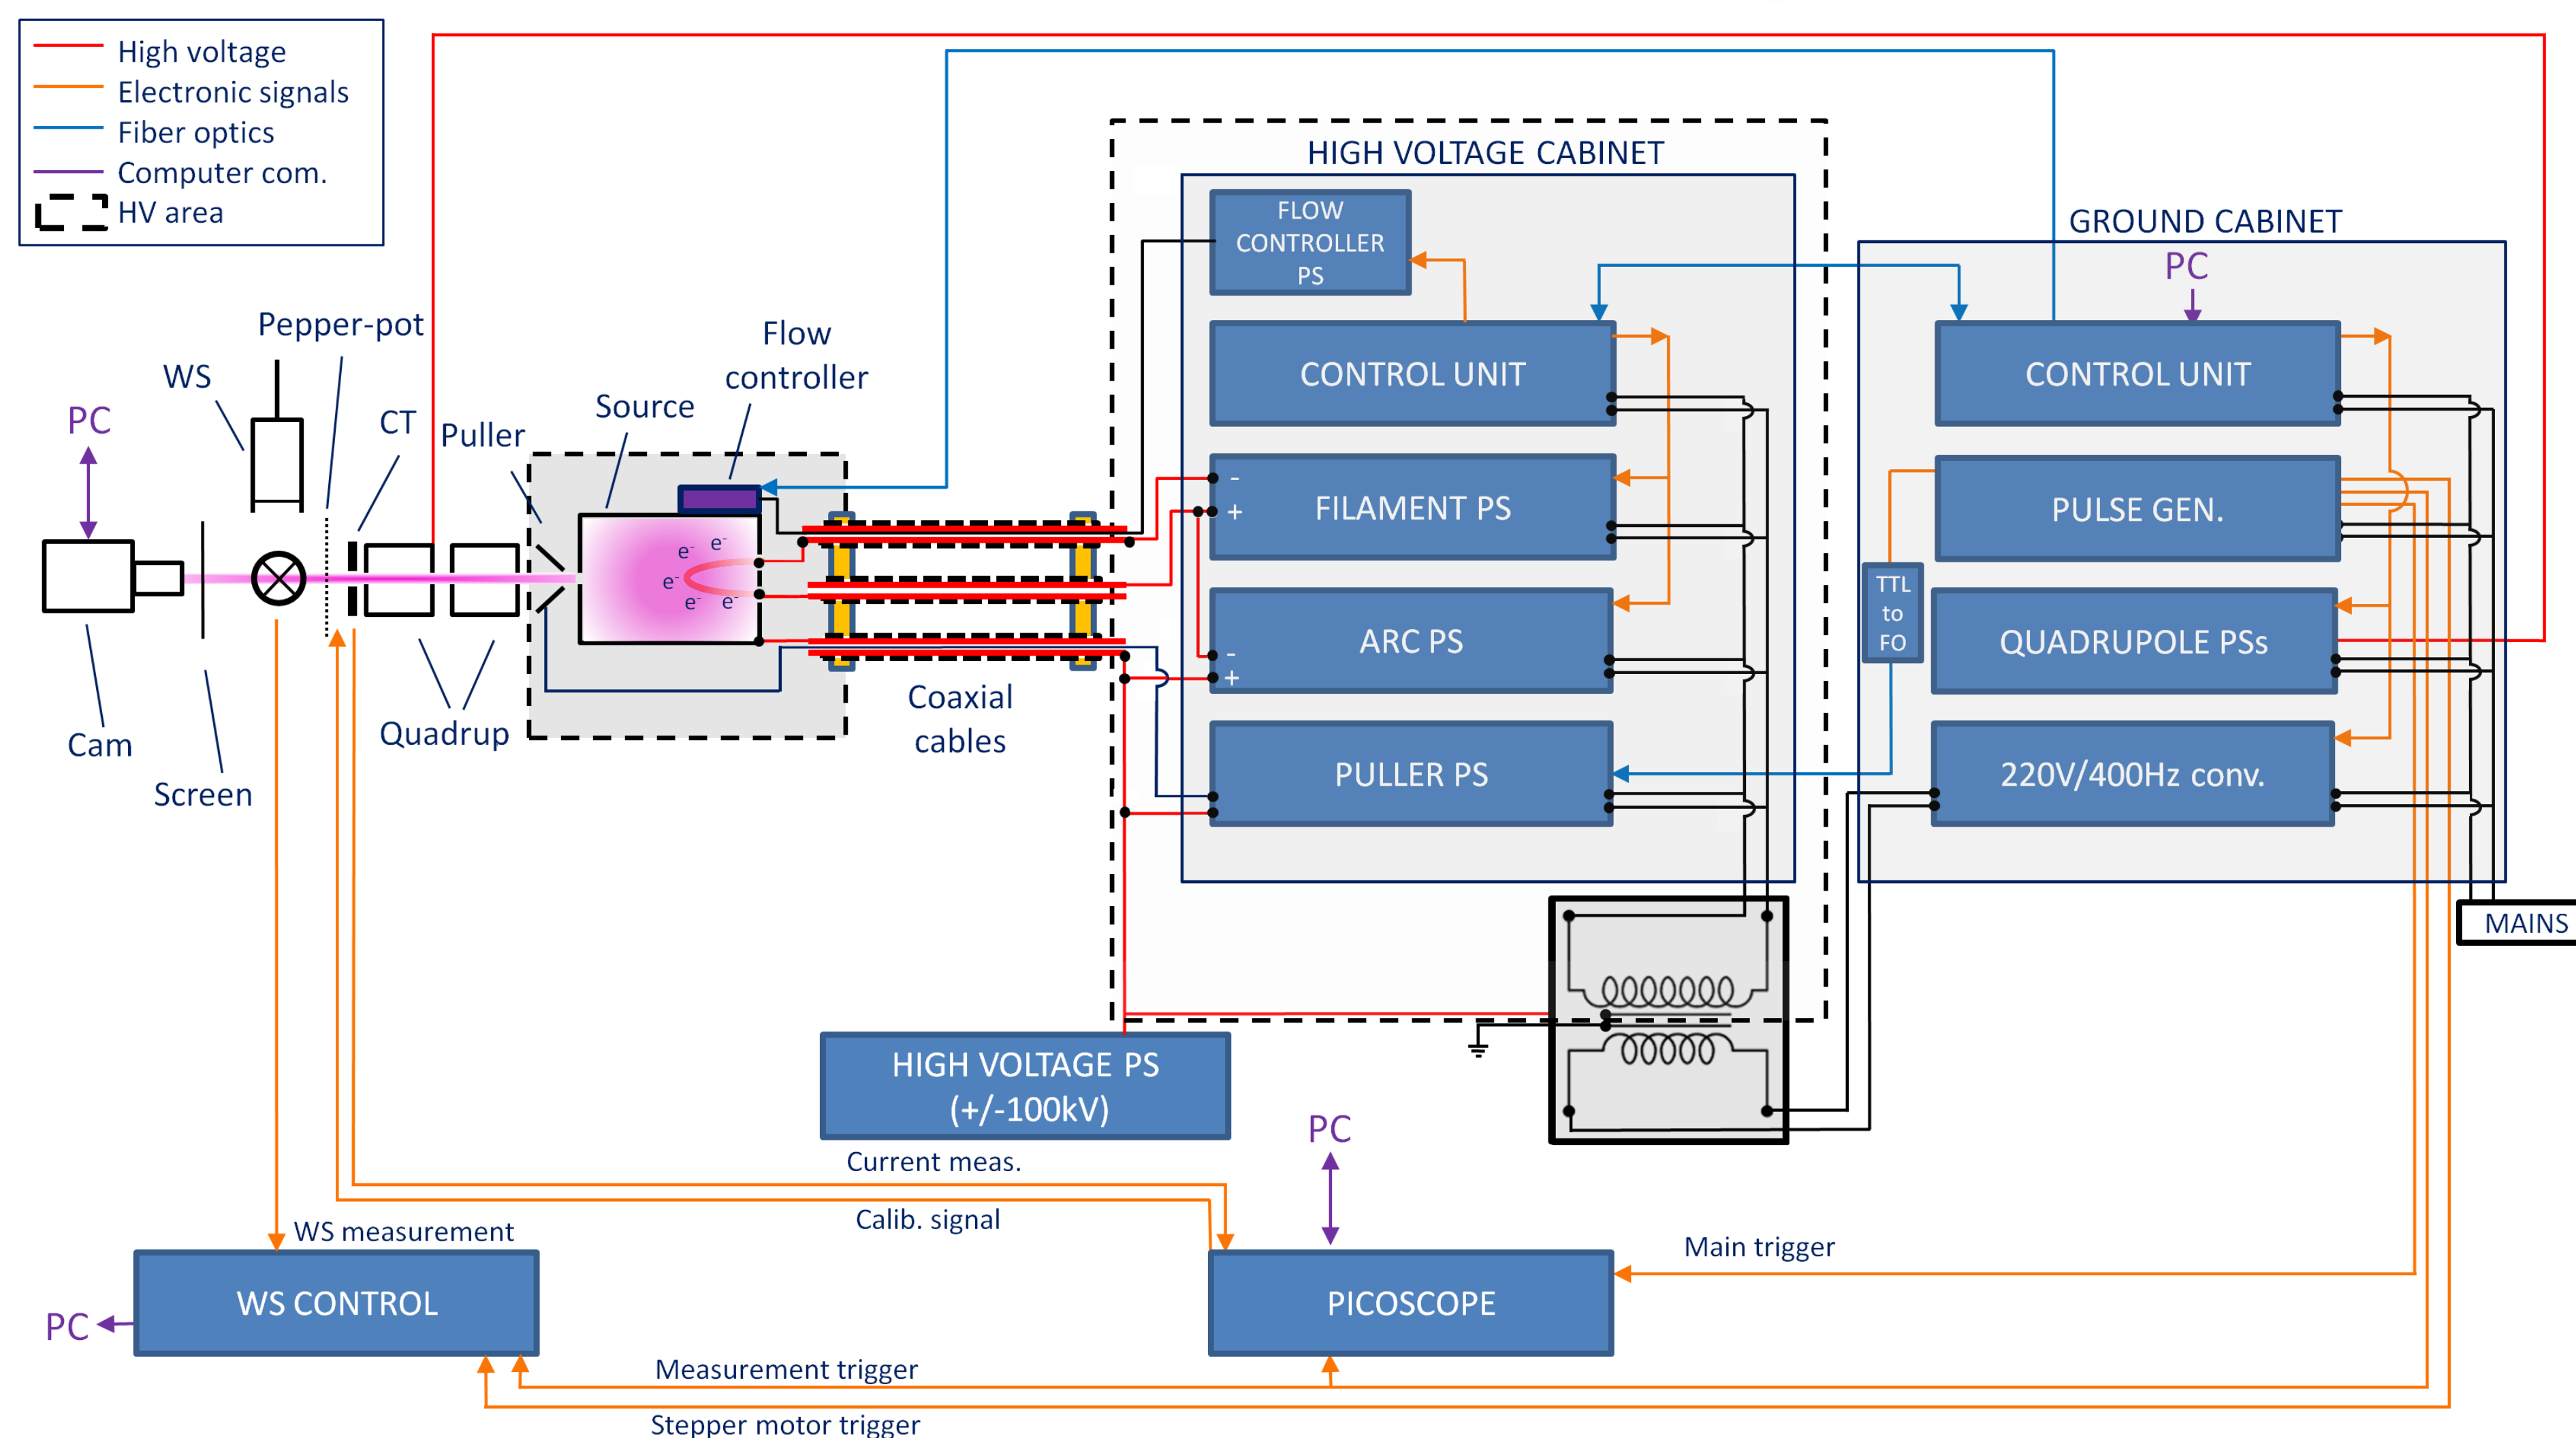 High voltage
Electronic signals
Fiber optics
Computer com.
HV area
HIGH VOLTAGE CABINET
FLOW
CONTROLLER
PS
CONTROL UNIT
- FILAMENT PS
+
ARC PS
-
+
PULLER PS
GROUND CABINET
PC
CONTROL UNIT
PULSE GEN.
TTL
to
FO
QUADRUPOLE PSs
220V/400Hz conv.
MAINS
Pepper-pot
WS
PC
CT
Puller
Source
Flow
controller
e-
e-
e-
e-
e-
Cam
Screen
Quadrup
Coaxial
cables
HIGH VOLTAGE PS
(+/-100kV)
Current meas.
Calib. signal
PC
WS measurement
WS CONTROL
PC
PICOSCOPE
Main trigger
Measurement trigger
Stepper motor trigger